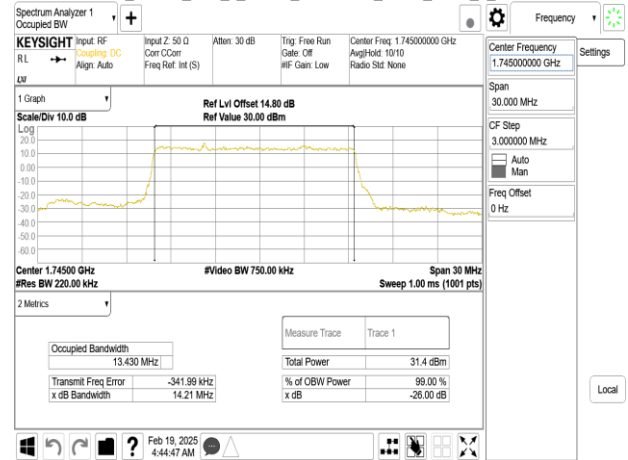 Spectrum Analyzer 1
Occupied BW
Frequency
KEYSIGHT
Input: RF
Coupling: DC
Align: Auto
Input Z: 50 Ω
Corr CCorr
Freq Ref: Int (S)
Atten: 30 dB
Trig: Free Run
Gate: Off
#IF Gain: Low
Center Freq: 1.745000000 GHz
Avg|Hold: 10/10
Radio Std: None
RL
LXI
Center Frequency
1.745000000 GHz
Settings
Span
30.000 MHz
CF Step
3.000000 MHz
Auto
Man
Freq Offset
0 Hz
Local
1 Graph
Scale/Div 10.0 dB
Ref Lvl Offset 14.80 dB
Ref Value 30.00 dBm
Log
20.0
10.0
0.00
-10.0
-20.0
-30.0
-40.0
-50.0
-60.0
Center 1.74500 GHz
#Res BW 220.00 kHz
#Video BW 750.00 kHz
Span 30 MHz
Sweep 1.00 ms (1001 pts)
2 Metrics
Measure Trace
Trace 1
Occupied Bandwidth
13.430 MHz
Total Power
31.4 dBm
Transmit Freq Error
-341.99 kHz
% of OBW Power
99.00 %
x dB Bandwidth
14.21 MHz
x dB
-26.00 dB
?
Feb 19, 2025
4:44:47 AM